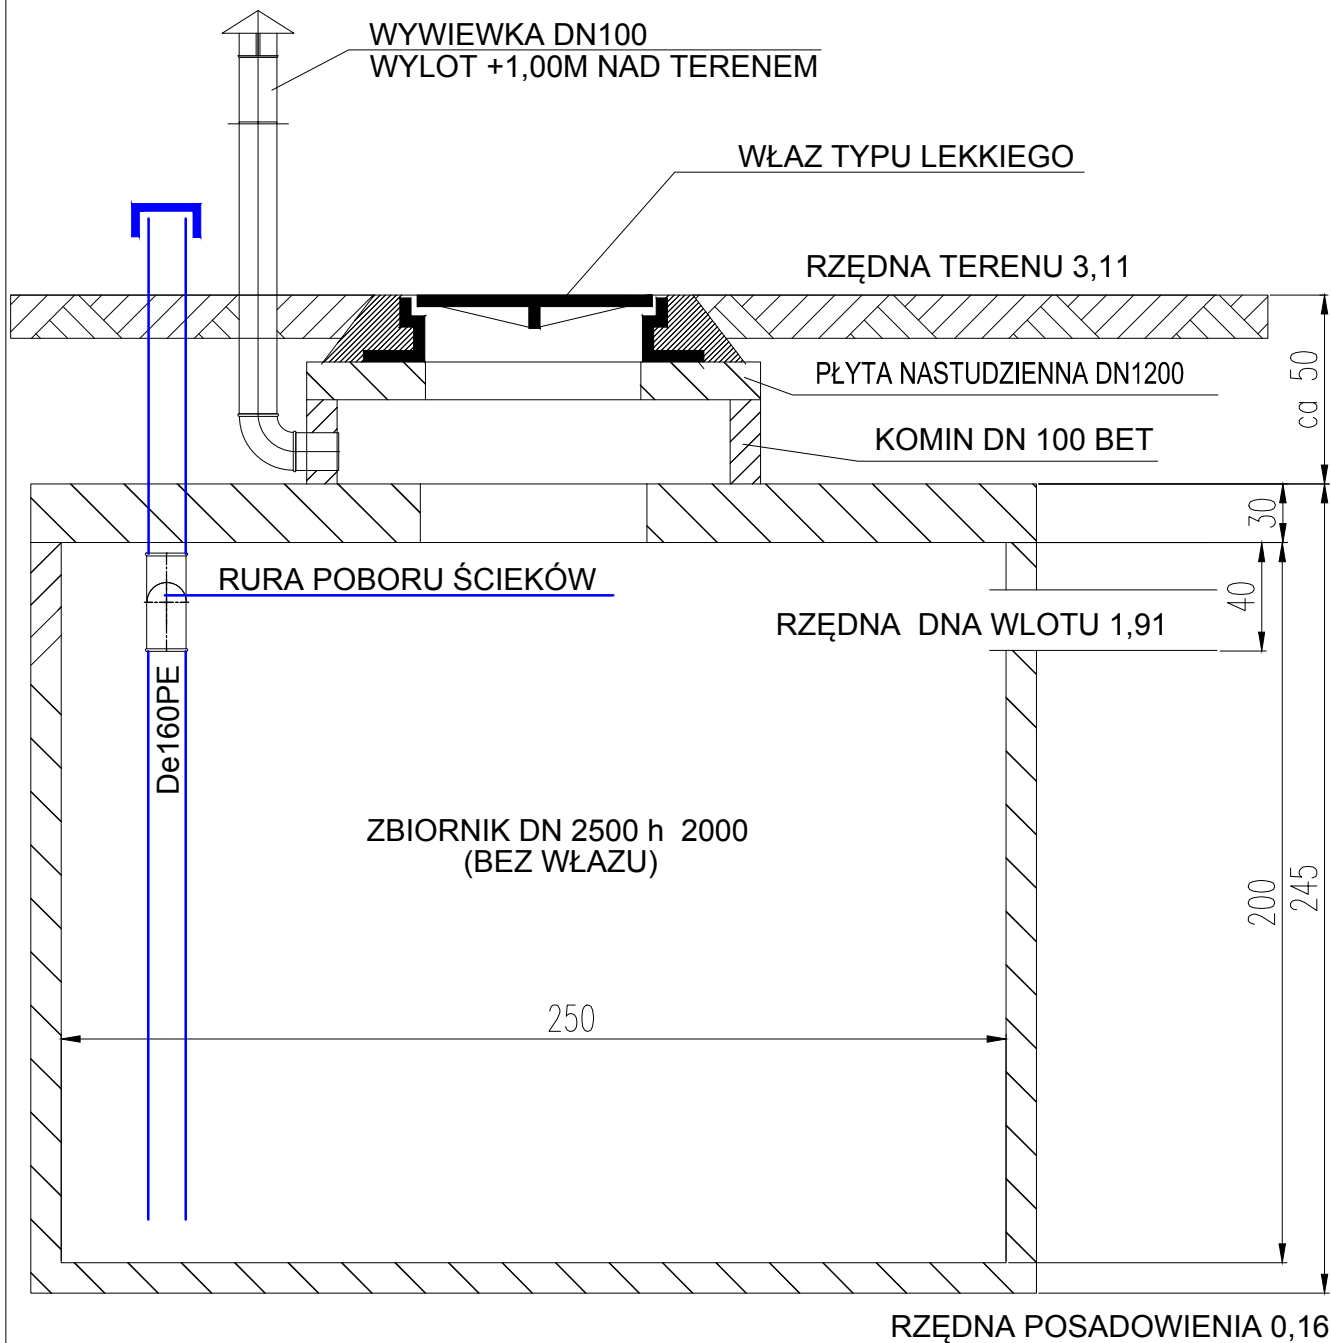 WYWIEWKA DN100
WYLOT +1,00M NAD TERENEM
WŁAZ TYPU LEKKIEGO
RZĘDNA TERENU 3,11
PŁYTA NASTUDZIENNA DN1200
ca 50
KOMIN DN 100 BET
30
RURA POBORU ŚCIEKÓW
40
RZĘDNA DNA WLOTU 1,91
De160PE
ZBIORNIK DN 2500 h 2000
(BEZ WŁAZU)
200
245
250
RZĘDNA POSADOWIENIA 0,16